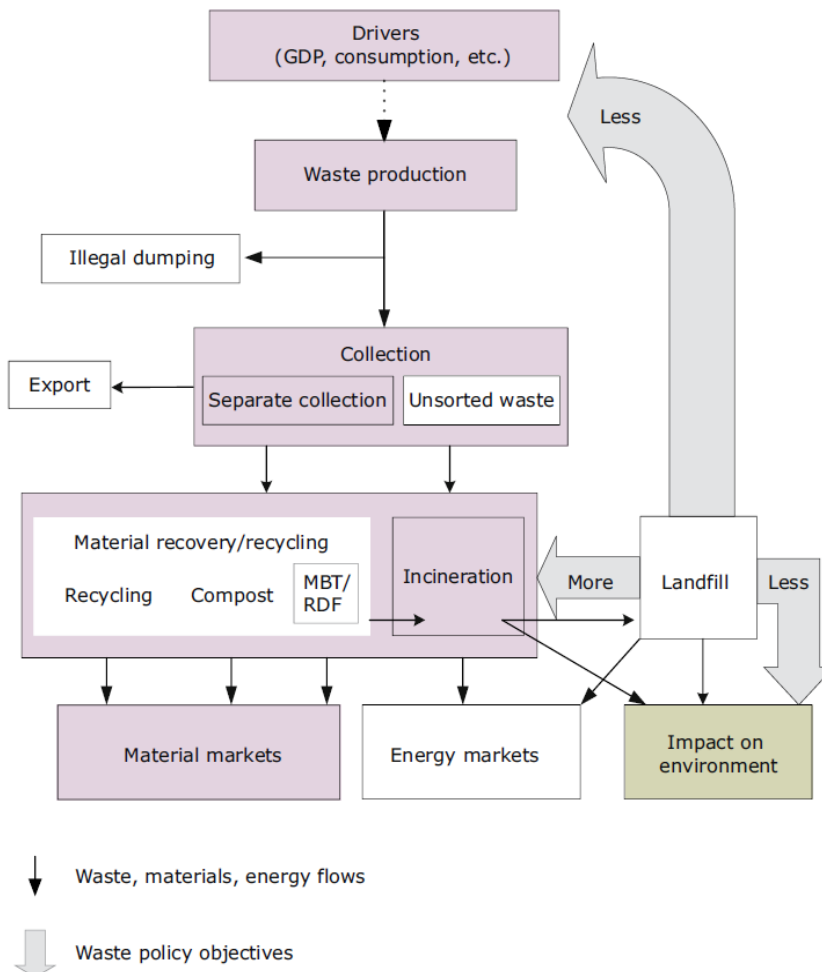 Drivers
(GDP, consumption, etc.)
Less
Waste production
Illegal dumping
Collection
Export
Separate collection
Unsorted waste
Material recovery/recycling
Recycling
Compost
MBT/
RDF
Incineration
More
Landfill
Less
Material markets
Energy markets
Impact on
environment
Waste, materials, energy flows
Waste policy objectives